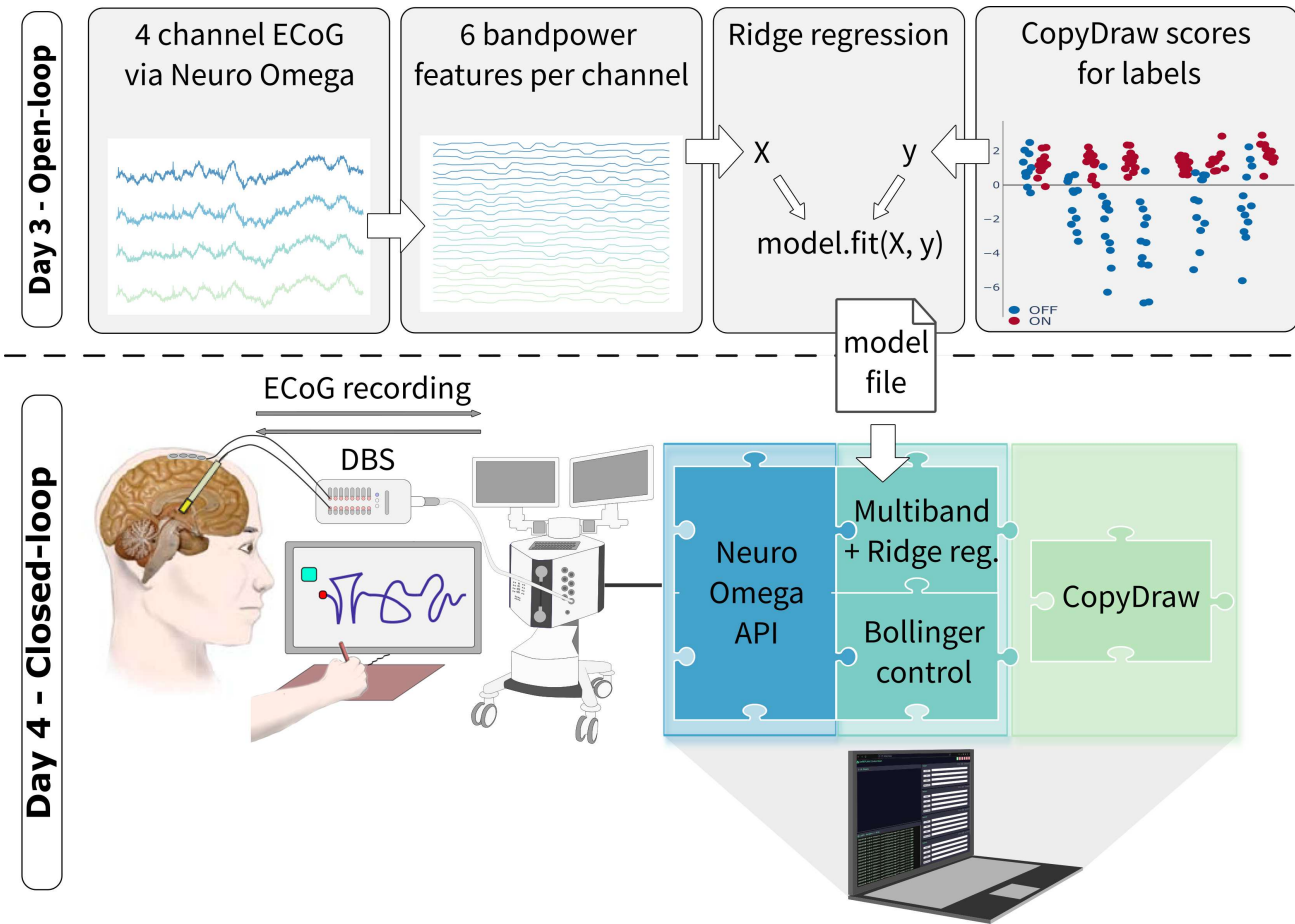 Day 3 - Open-loop
4 channel ECoG
via Neuro Omega
6 bandpower
features per channel
Ridge regression
X
y
model.fit(X, y)
CopyDraw scores
for labels
2
0
−2
−4
−6
OFF
ON
model
file
Day 4 – Closed-loop
ECoG recording
DBS
Neuro
Omega
API
Multiband
+ Ridge reg.
Bollinger
control
CopyDraw